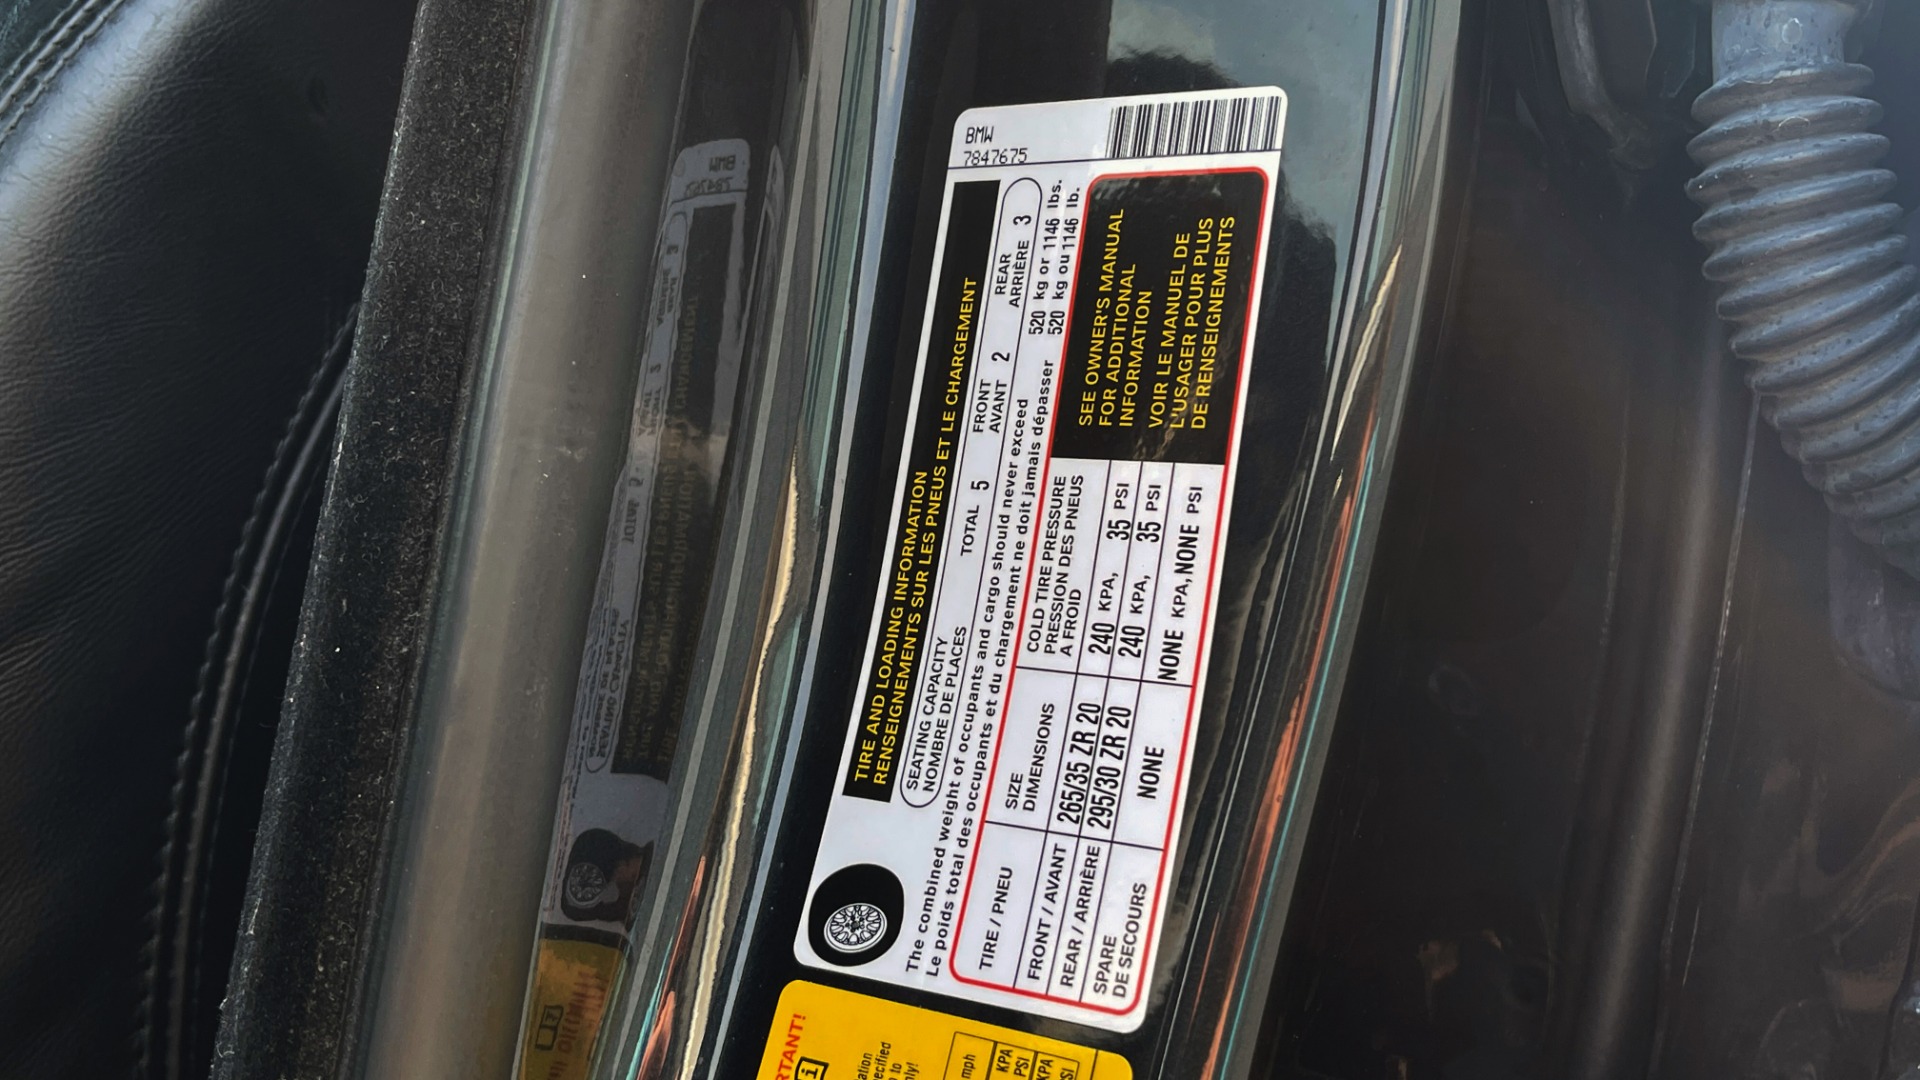 BMW
7847675
TIRE AND LOADING INFORMATION
RENSEIGNEMENTS SUR LES PNEUS ET LE CHARGEMENT
SEATING CAPACITY TOTAL 5 FRONT 2 REAR 3
NOMBRE DE PLACES AVANT ARRIÈRE
The combined weight of occupants and cargo should never exceed 520 kg or 1146 lbs.
Le poids total des occupants et du chargement ne doit jamais dépasser 520 kg ou 1146 lb.
TIRE / PNEU
SIZE
DIMENSIONS
COLD TIRE PRESSURE
PRESSION DES PNEUS
A FROID
FRONT / AVANT 265/35 ZR 20 240 KPA, 35 PSI
REAR / ARRIÈRE 295/30 ZR 20 240 KPA, 35 PSI
SPARE
DE SECOURS NONE NONE KPA, NONE PSI
SEE OWNER'S MANUAL
FOR ADDITIONAL
INFORMATION
VOIR LE MANUEL DE
L'USAGER POUR PLUS
DE RENSEIGNEMENTS
mph
KPA
PSI
KPA